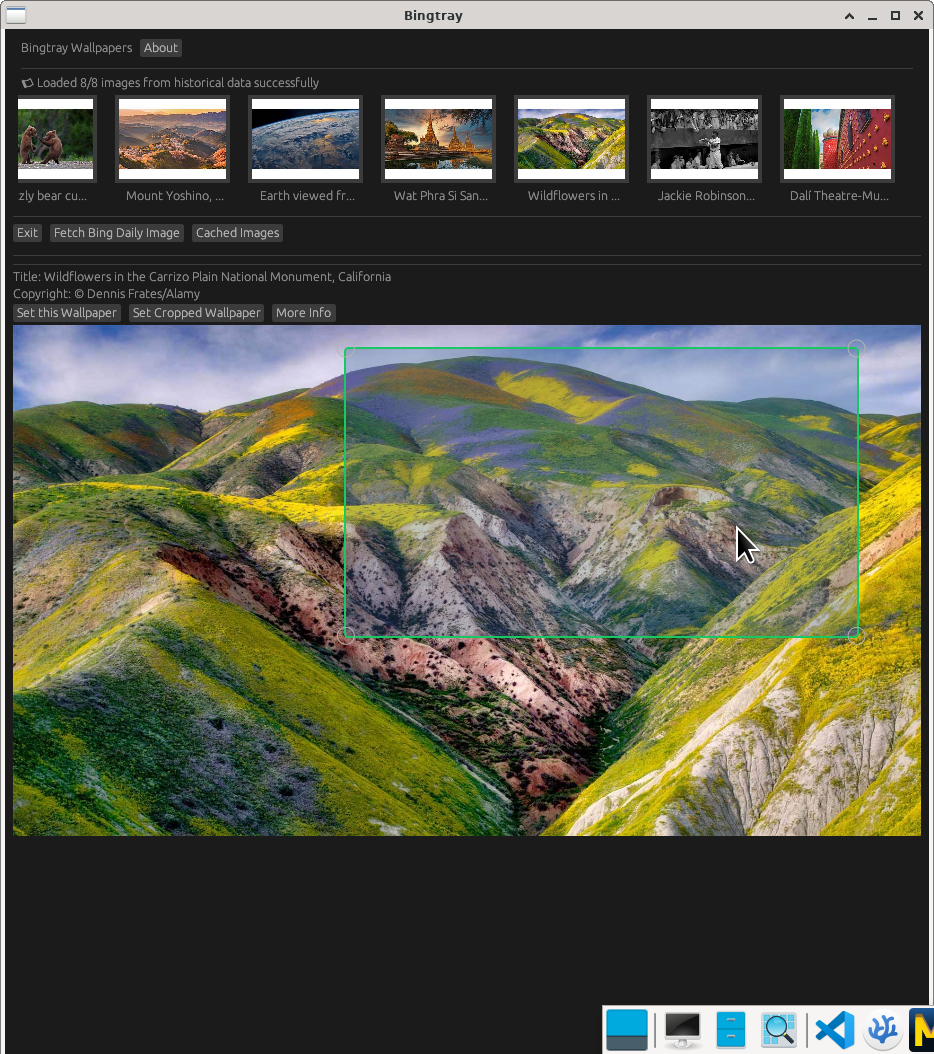 Bingtray
Bingtray Wallpapers About
Loaded 8/8 images from historical data successfully
zly bear cu... Mount Yoshino, ... Earth viewed fr... Wat Phra Si San... Wildflowers in ... Jackie Robinson... Dalí Theatre-Mu...
Exit Fetch Bing Daily Image Cached Images
Title: Wildflowers in the Carrizo Plain National Monument, California
Copyright: © Dennis Frates/Alamy
Set this Wallpaper Set Cropped Wallpaper More Info